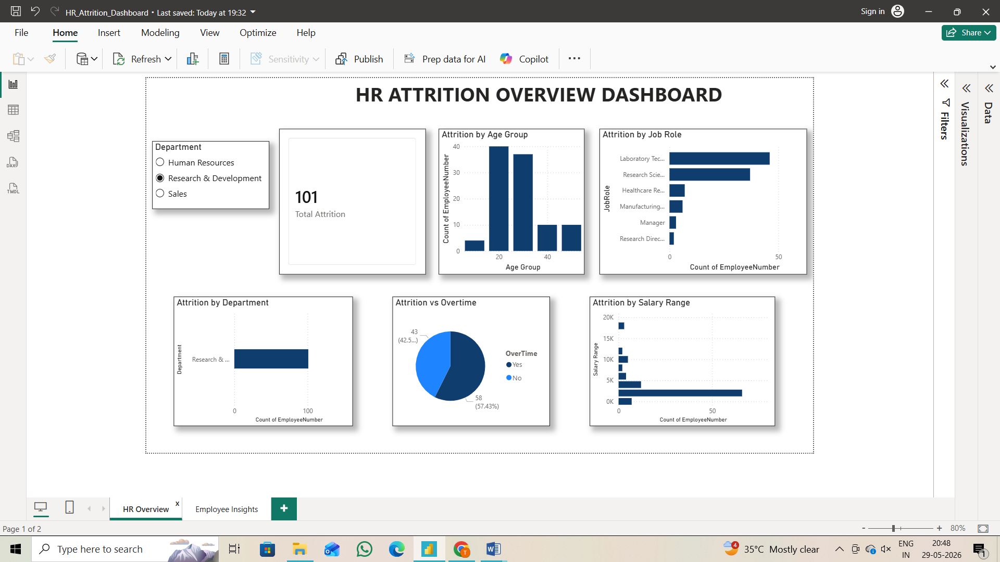 HR_Attrition_Dashboard • Last saved: Today at 19:32
Sign in
File Home Insert Modeling View Optimize Help
Share
Refresh
Sensitivity
Publish
Prep data for AI
Copilot
DAX
TMDL
HR ATTRITION OVERVIEW DASHBOARD
Department
Human Resources
Research & Development
Sales
101
Total Attrition
Attrition by Age Group
Count of EmployeeNumber
40
30
20
10
0
20 40
Age Group
Attrition by Job Role
JobRole
Laboratory Tec...
Research Scie...
Healthcare Re...
Manufacturing...
Manager
Research Direc...
0 50
Count of EmployeeNumber
Attrition by Department
Department
Research & ...
0 100
Count of EmployeeNumber
Attrition vs Overtime
43
(42.5...)
58
(57.43%)
OverTime
Yes
No
Attrition by Salary Range
Salary Range
20K
15K
10K
5K
0K
0 50
Count of EmployeeNumber
Filters
Visualizations
Data
HR Overview x
Employee Insights
+
Page 1 of 2
- + 80%
Type here to search
4
35°C Mostly clear
ENG
IN
20:48
29-05-2026
1